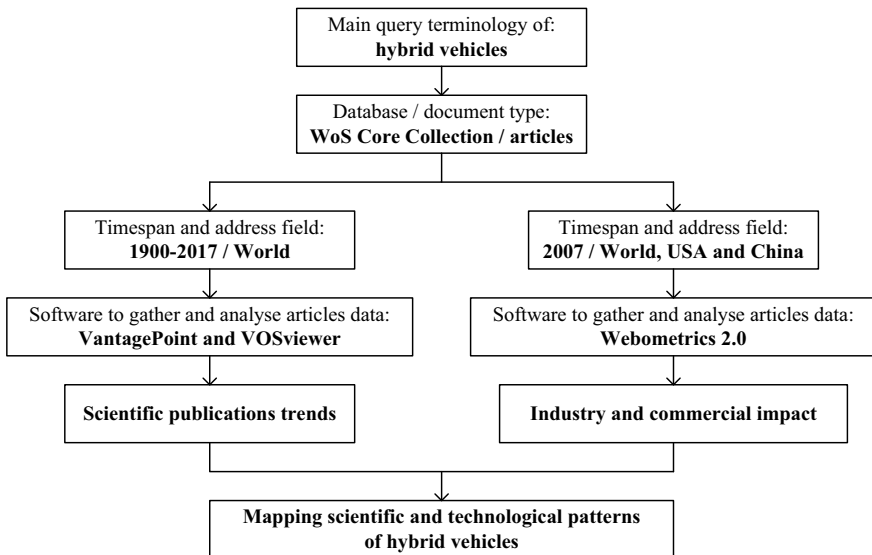 Main query terminology of:
hybrid vehicles
Database / document type:
WoS Core Collection / articles
Timespan and address field:
1900-2017 / World
Timespan and address field:
2007 / World, USA and China
Software to gather and analyse articles data:
VantagePoint and VOSviewer
Software to gather and analyse articles data:
Webometrics 2.0
Scientific publications trends
Industry and commercial impact
Mapping scientific and technological patterns
of hybrid vehicles